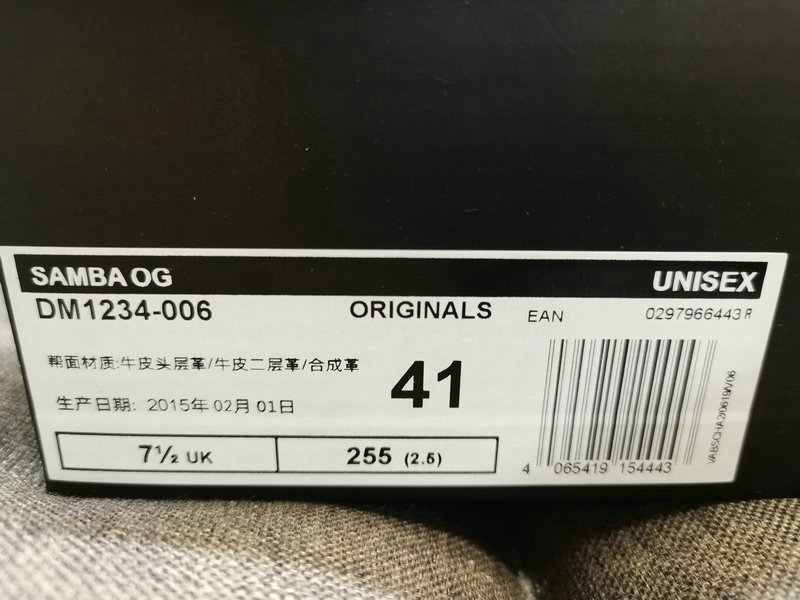 SAMBA OG UNISEX
DM1234-006 ORIGINALS EAN 0297966443 R
帮面材质:牛皮头层革/牛皮二层革/合成革
41
生产日期: 2015年02月01日
7½ UK 255 (2.5)
4 065419 154443